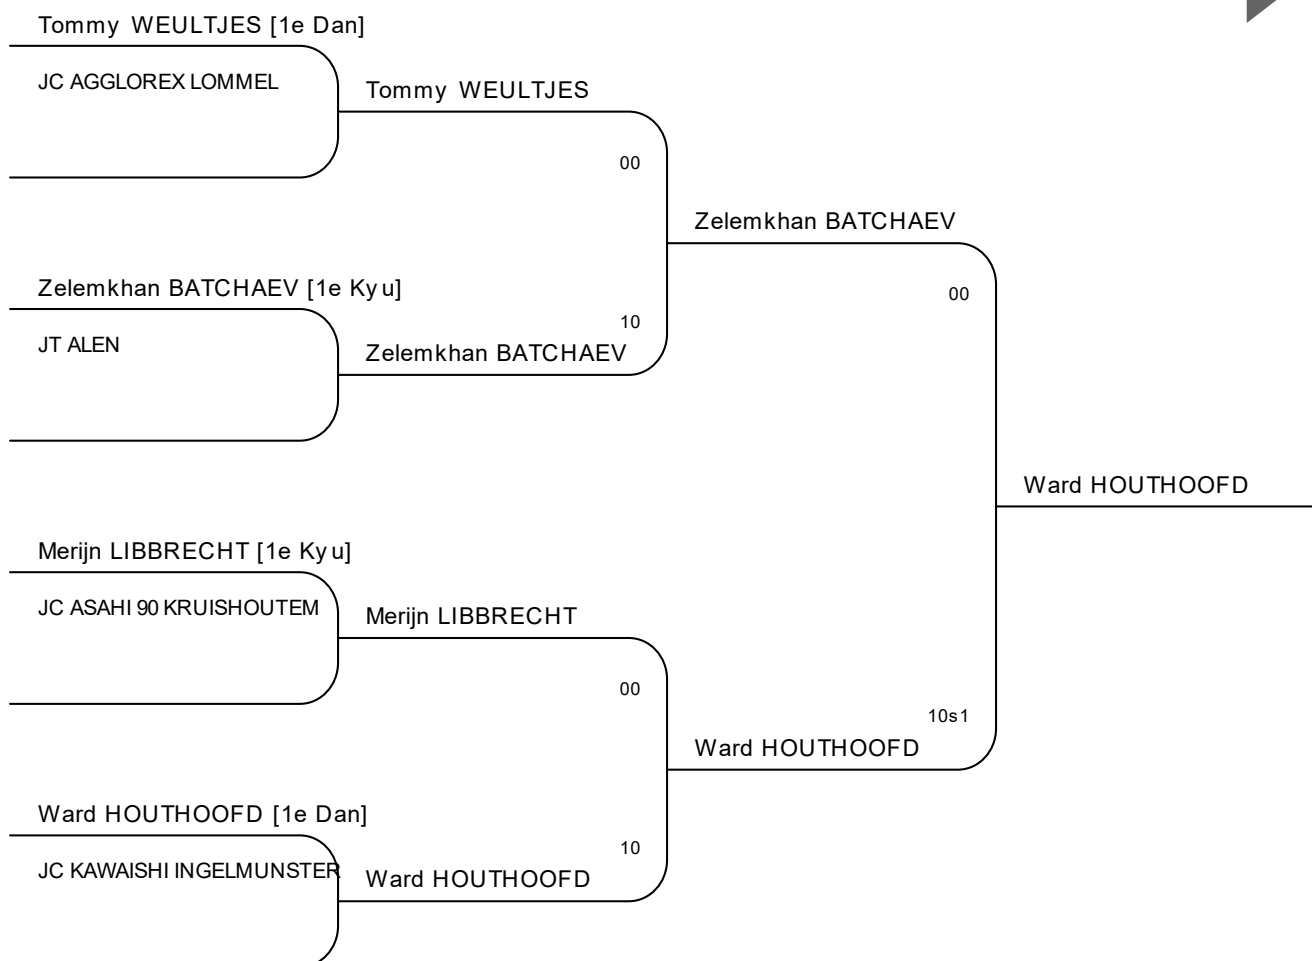 Tommy WEULTJES [1e Dan]
JC AGGLOREX LOMMEL
Tommy WEULTJES
00
Zelemkhan BATCHAEV
Zelemkhan BATCHAEV [1e Kyu]
00
10
JT ALEN
Zelemkhan BATCHAEV
Ward HOUTHOOFD
Merijn LIBBRECHT [1e Kyu]
JC ASAHI 90 KRUISHOUTEM
Merijn LIBBRECHT
00
10s1
Ward HOUTHOOFD
Ward HOUTHOOFD [1e Dan]
10
JC KAWAISHI INGELMUNSTER
Ward HOUTHOOFD